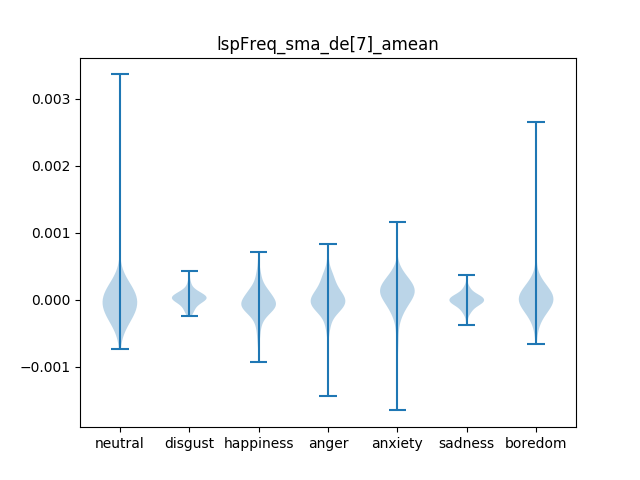 lspFreq_sma_de[7]_amean
0.003
0.002
0.001
0.000
−0.001
neutral disgust happiness anger anxiety sadness boredom